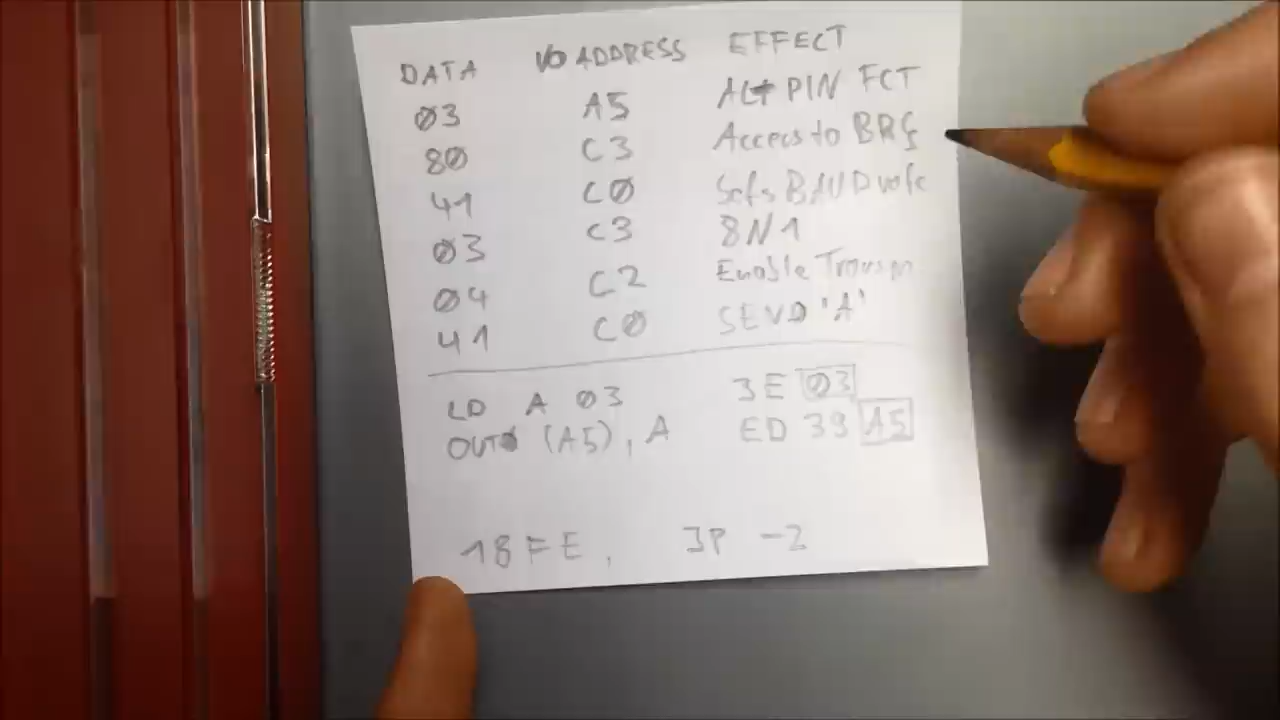 DATA I/O ADDRESS EFFECT
Ø3 A5 ALT PIN FCT
8Ø C3 Access to BRG
41 CØ Sets BAUD rate
Ø3 C3 8N1
Ø4 C2 Enable Transm
41 CØ SEND 'A'
LD A Ø3 3E Ø3
OUTØ (A5), A ED 39 A5
18FE, JP -2